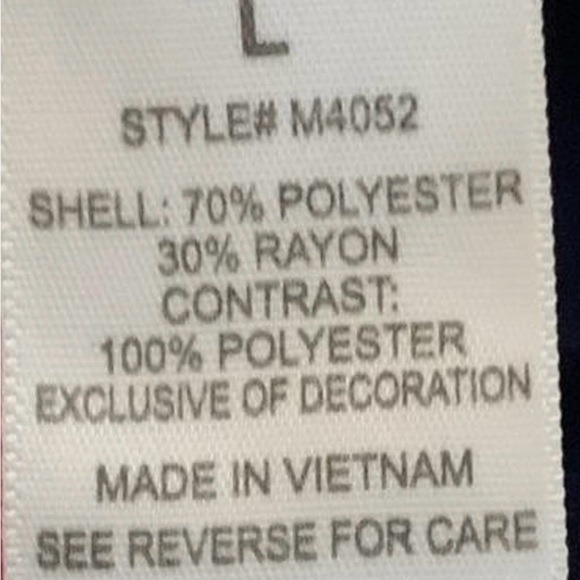 L
STYLE# M4052
SHELL: 70% POLYESTER
30% RAYON
CONTRAST:
100% POLYESTER
EXCLUSIVE OF DECORATION
MADE IN VIETNAM
SEE REVERSE FOR CARE